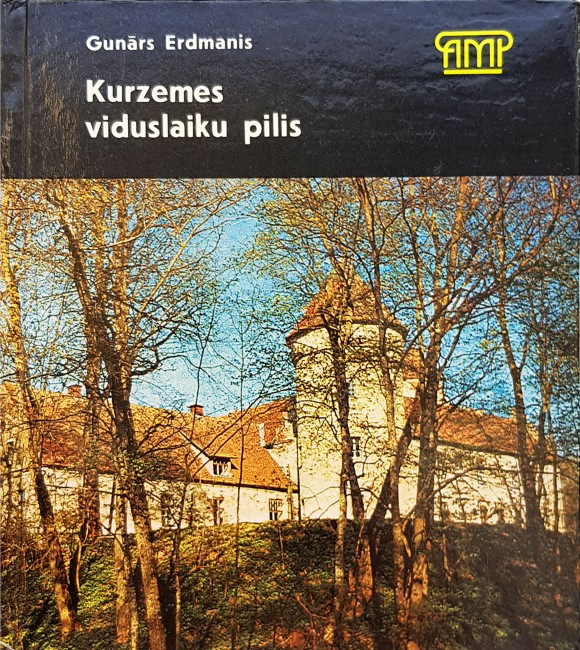 Gunārs Erdmanis
AMP
Kurzemes
viduslaiku pilis